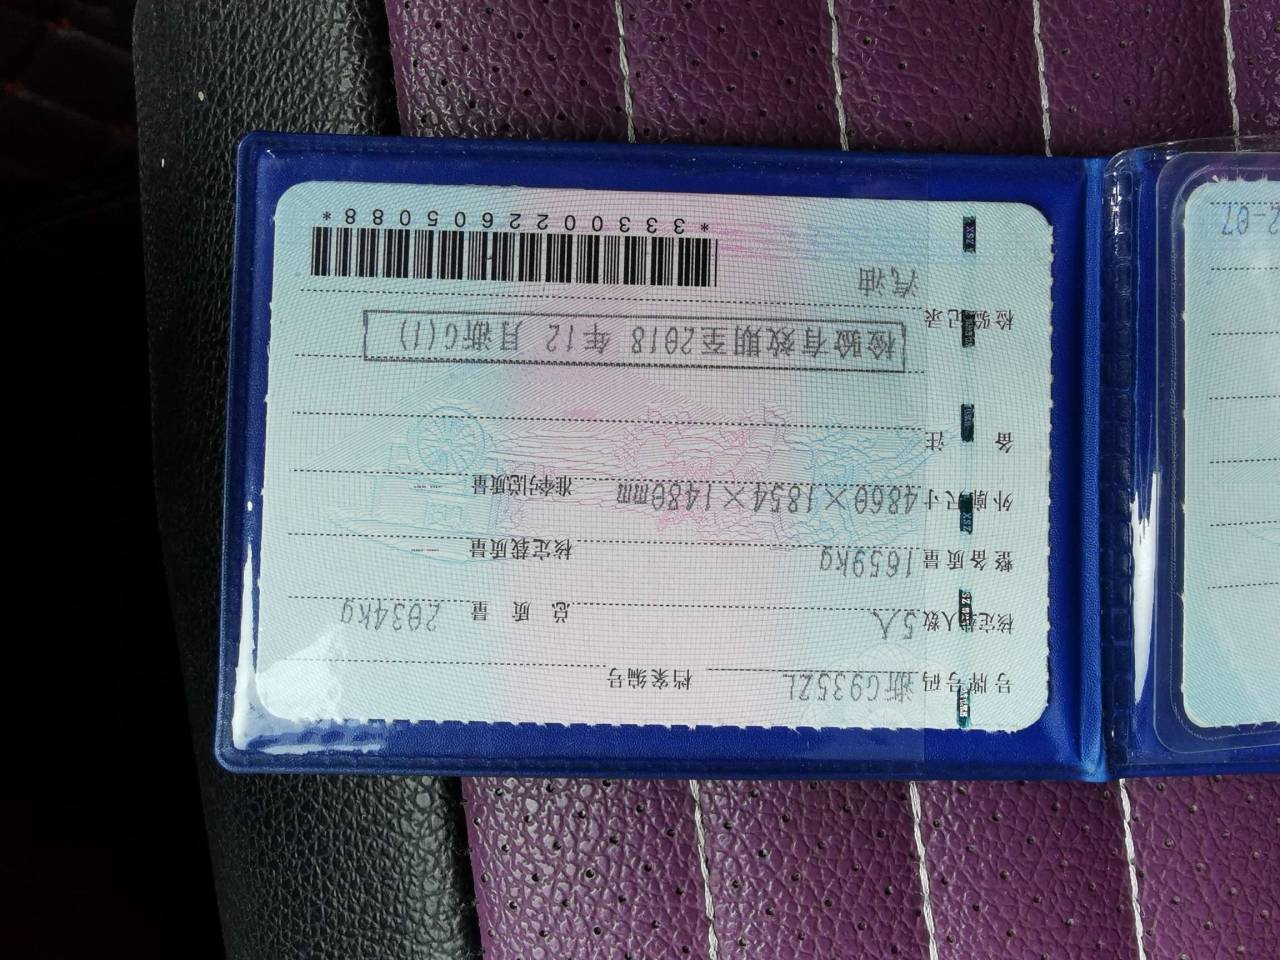 号牌号码 浙G935ZL 档案编号
核定载人数 5人 总质量 2034kg
整备质量 1659kg 核定载质量 --
外廓尺寸 4860×1854×1480mm 准牵引总质量 --
备注
检验有效期至2018年12月浙G(1)
检验记录
汽油
*3330022605088*
2-07